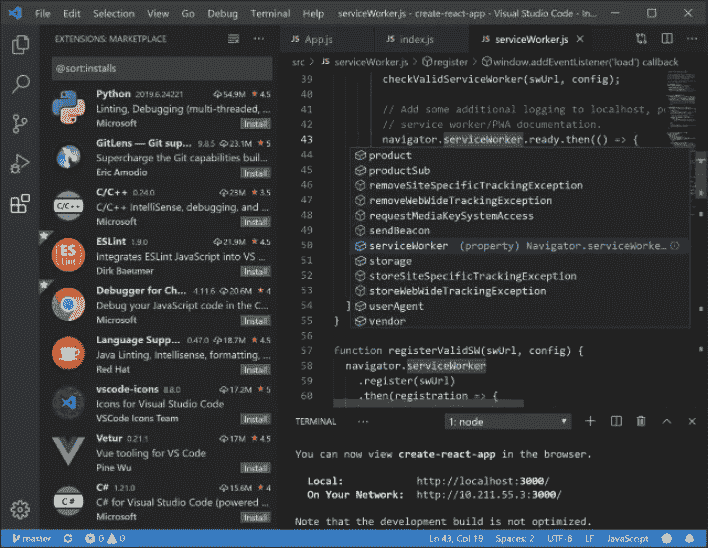 File Edit Selection View Go Debug Terminal Help serviceWorker.js - create-react-app - Visual Studio Code - In...
EXTENSIONS: MARKETPLACE
@sort:installs
Python 2019.6.24221 54.9M 4.5
Linting, Debugging (multi-threaded, ...
Microsoft Install
GitLens — Git sup... 9.8.5 23.1M 5
Supercharge the Git capabilities buil...
Eric Amodio Install
C/C++ 0.24.0 23M 3.5
C/C++ IntelliSense, debugging, and ...
Microsoft Install
ESLint 1.9.0 21.9M 4.5
Integrates ESLint JavaScript into VS ...
Dirk Baeumer Install
Debugger for Ch... 4.11.6 20.6M 4
Debug your JavaScript code in the C...
Microsoft Install
Language Supp... 0.47.0 18.7M 4.5
Java Linting, Intellisense, formatting, ...
Red Hat Install
vscode-icons 8.8.0 17.2M 5
Icons for Visual Studio Code
VSCode Icons Team Install
Vetur 0.21.1 17M 4.5
Vue tooling for VS Code
Pine Wu Install
C# 1.21.0 15.6M 4
C# for Visual Studio Code (powered ...
Microsoft Install
C/C++
ES
Lint
C#
JS App.js JS index.js JS serviceWorker.js
src > JS serviceWorker.js > register > window.addEventListener('load') callback
39 checkValidServiceWorker(swUrl, config);
40
41 // Add some additional logging to localhost, p
42 // service worker/PWA documentation.
43 navigator.serviceWorker.ready.then(() => {
44 product
45 productSub
46 removeSiteSpecificTrackingException
47 removeWebWideTrackingException
48 requestMediaKeySystemAccess
49 sendBeacon
50 serviceWorker (property) Navigator.serviceWorke...
51 storage
52 storeSiteSpecificTrackingException
53 storeWebWideTrackingException
54 } userAgent
55 } vendor
56
57 function registerValidSW(swUrl, config) {
58 navigator.serviceWorker
59 .register(swUrl)
60 .then(registration => {
TERMINAL ... 1: node
You can now view create-react-app in the browser.
Local: http://localhost:3000/
On Your Network: http://10.211.55.3:3000/
Note that the development build is not optimized.
master 0 0 Ln 43, Col 19 Spaces: 2 UTF-8 LF JavaScript